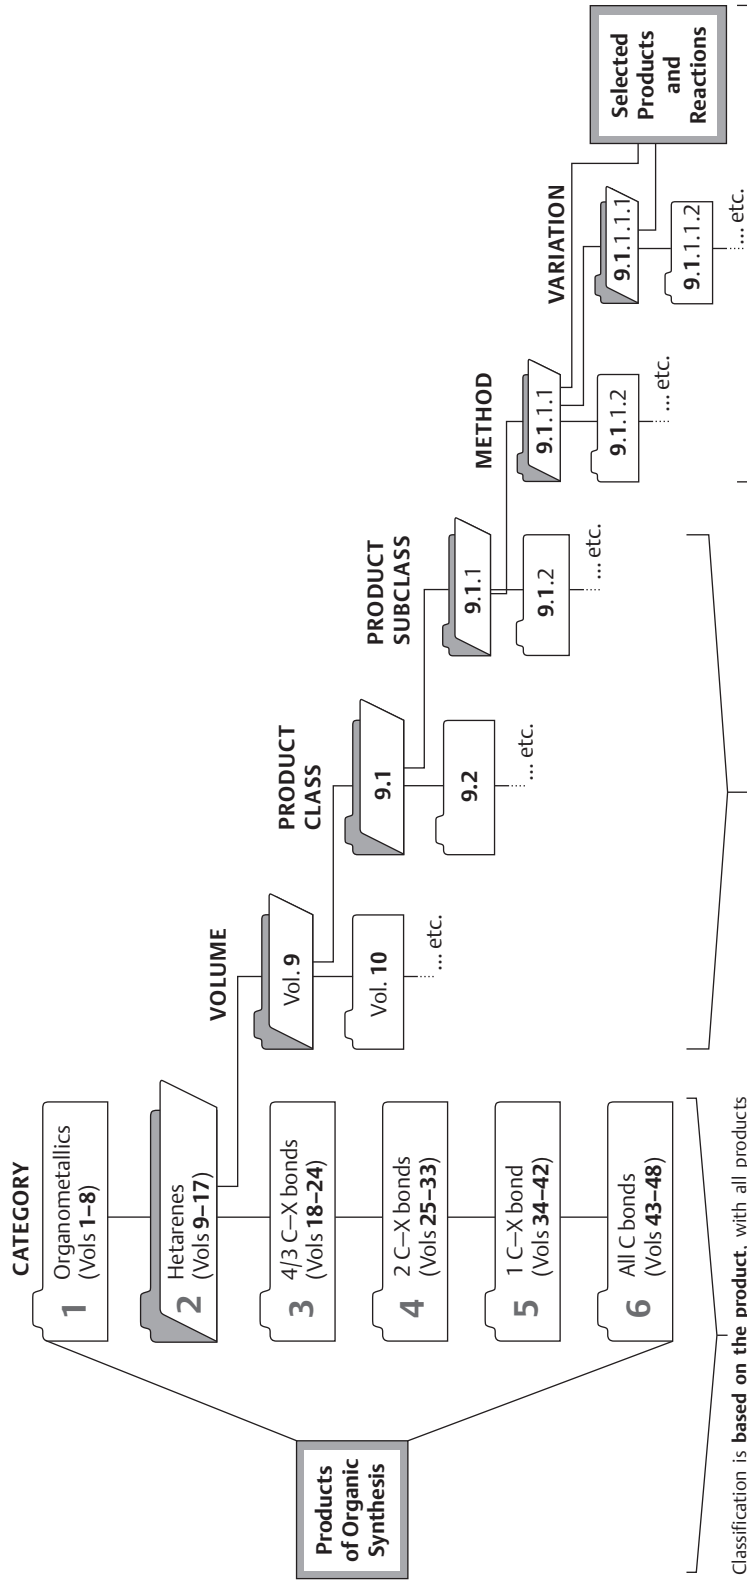 Products
of Organic
Synthesis
CATEGORY
1
Organometallics
(Vols 1–8)
2
Hetarenes
(Vols 9–17)
3
4/3 C–X bonds
(Vols 18–24)
4
2 C–X bonds
(Vols 25–33)
5
1 C–X bond
(Vols 34–42)
6
All C bonds
(Vols 43–48)
VOLUME
Vol. 9
Vol. 10
... etc.
PRODUCT
CLASS
9.1
9.2
... etc.
PRODUCT
SUBCLASS
9.1.1
9.1.2
... etc.
METHOD
9.1.1.1
9.1.1.2
... etc.
VARIATION
9.1.1.1.1
9.1.1.1.2
... etc.
Selected
Products
and
Reactions
Classification is based on the product, with all products